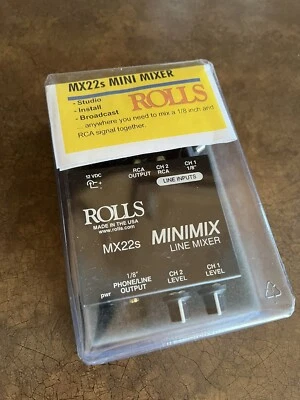 MX22s MINI MIXER
- Studio
- Install
- Broadcast
ROLLS
... anywhere you need to mix a 1/8 inch and
RCA signal together.
12 VDC
RCA
OUTPUT
CH 2
RCA
CH 1
1/8"
LINE INPUTS
ROLLS
MADE IN THE USA
www.rolls.com
MX22s
MINIMIX
LINE MIXER
pwr
1/8"
PHONE/LINE
OUTPUT
CH 2
LEVEL
CH 1
LEVEL